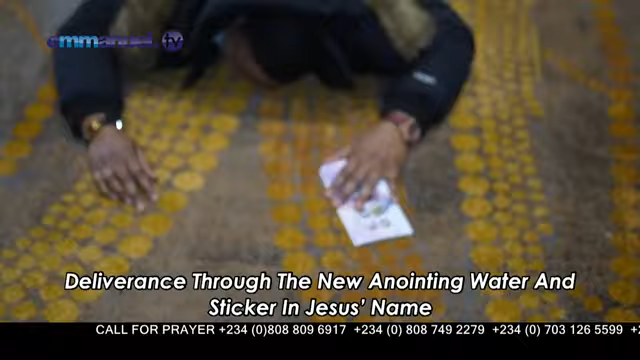 emmanuel.tv
Deliverance Through The New Anointing Water And
Sticker In Jesus' Name
CALL FOR PRAYER +234 (0)808 809 6917 +234 (0) 808 749 2279 +234 (0) 703 126 5599 +2